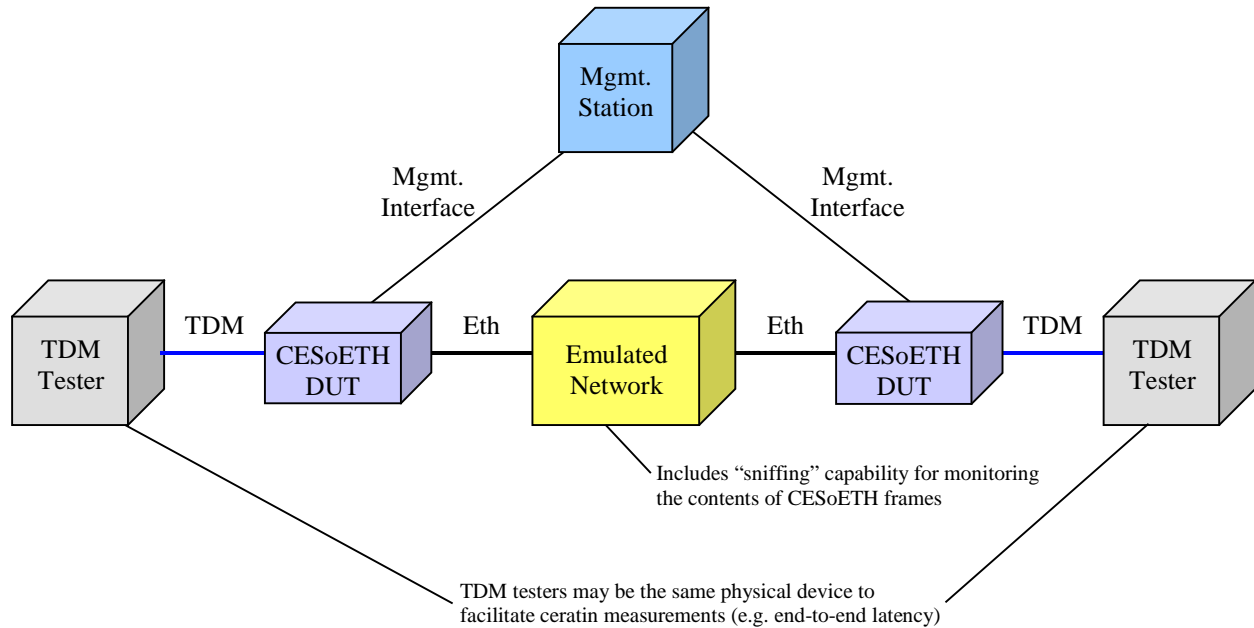 Mgmt.
Station
Mgmt.
Interface
Mgmt.
Interface
TDM
Tester
TDM
CESoETH
DUT
Eth
Emulated
Network
Eth
CESoETH
DUT
TDM
TDM
Tester
Includes “sniffing” capability for monitoring
the contents of CESoETH frames
TDM testers may be the same physical device to
facilitate ceratin measurements (e.g. end-to-end latency)